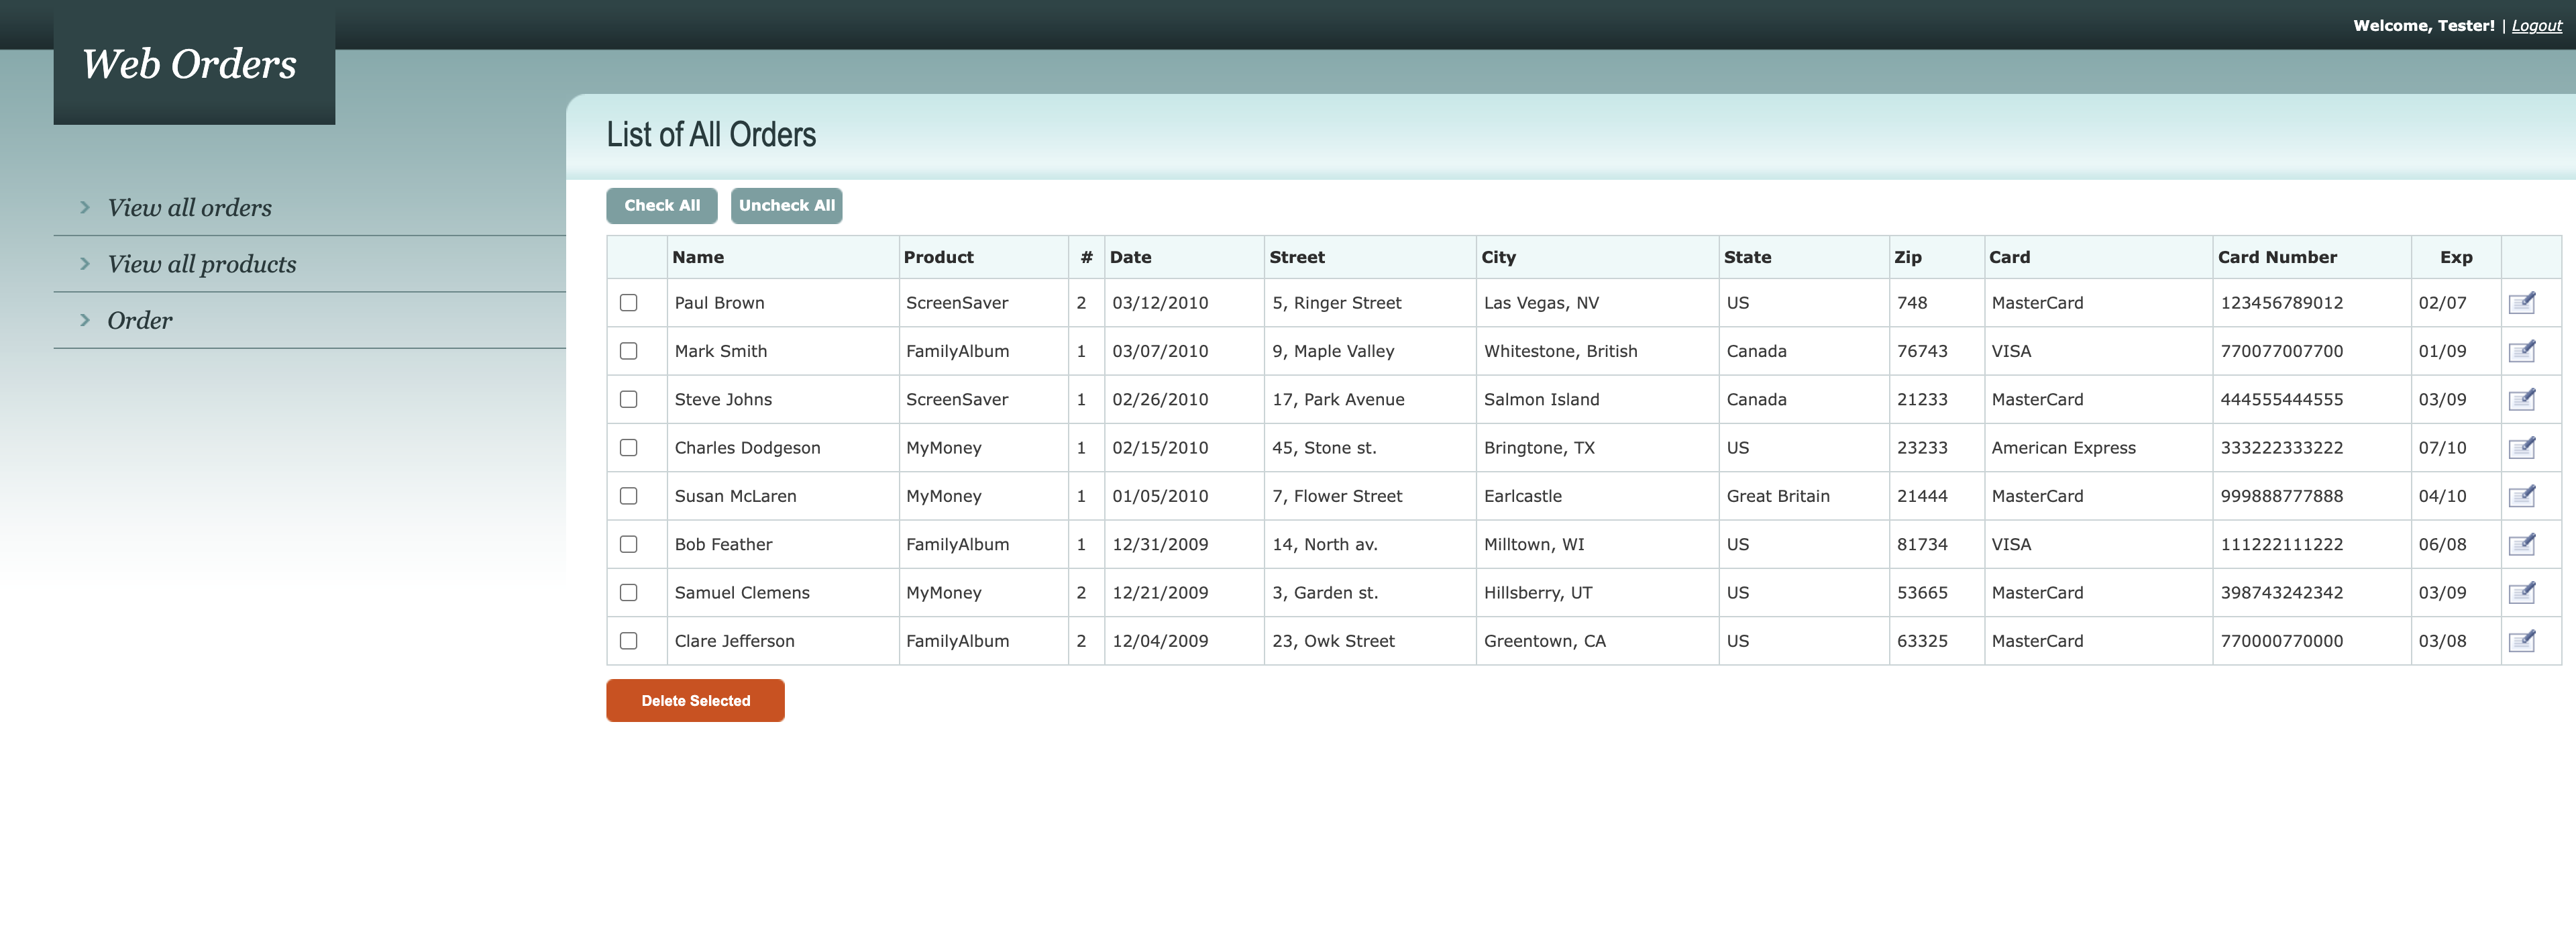 Welcome, Tester! | Logout
Web Orders
View all orders
View all products
Order
List of All Orders
Check All Uncheck All
Name Product # Date Street City State Zip Card Card Number Exp
Paul Brown ScreenSaver 2 03/12/2010 5, Ringer Street Las Vegas, NV US 748 MasterCard 123456789012 02/07
Mark Smith FamilyAlbum 1 03/07/2010 9, Maple Valley Whitestone, British Canada 76743 VISA 770077007700 01/09
Steve Johns ScreenSaver 1 02/26/2010 17, Park Avenue Salmon Island Canada 21233 MasterCard 444555444555 03/09
Charles Dodgeson MyMoney 1 02/15/2010 45, Stone st. Bringtone, TX US 23233 American Express 333222333222 07/10
Susan McLaren MyMoney 1 01/05/2010 7, Flower Street Earlcastle Great Britain 21444 MasterCard 999888777888 04/10
Bob Feather FamilyAlbum 1 12/31/2009 14, North av. Milltown, WI US 81734 VISA 111222111222 06/08
Samuel Clemens MyMoney 2 12/21/2009 3, Garden st. Hillsberry, UT US 53665 MasterCard 398743242342 03/09
Clare Jefferson FamilyAlbum 2 12/04/2009 23, Owk Street Greentown, CA US 63325 MasterCard 770000770000 03/08
Delete Selected